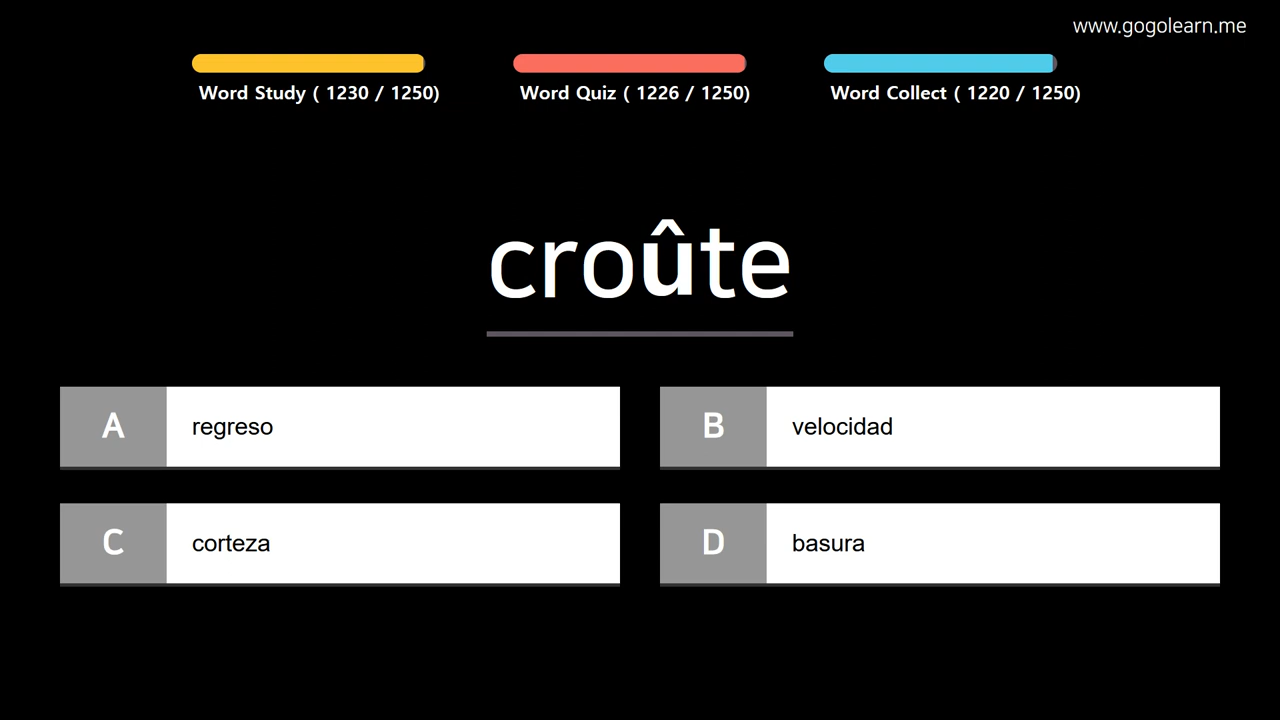 www.gogolearn.me
Word Study ( 1230 / 1250)
Word Quiz ( 1226 / 1250)
Word Collect ( 1220 / 1250)
croûte
A regreso
B velocidad
C corteza
D basura